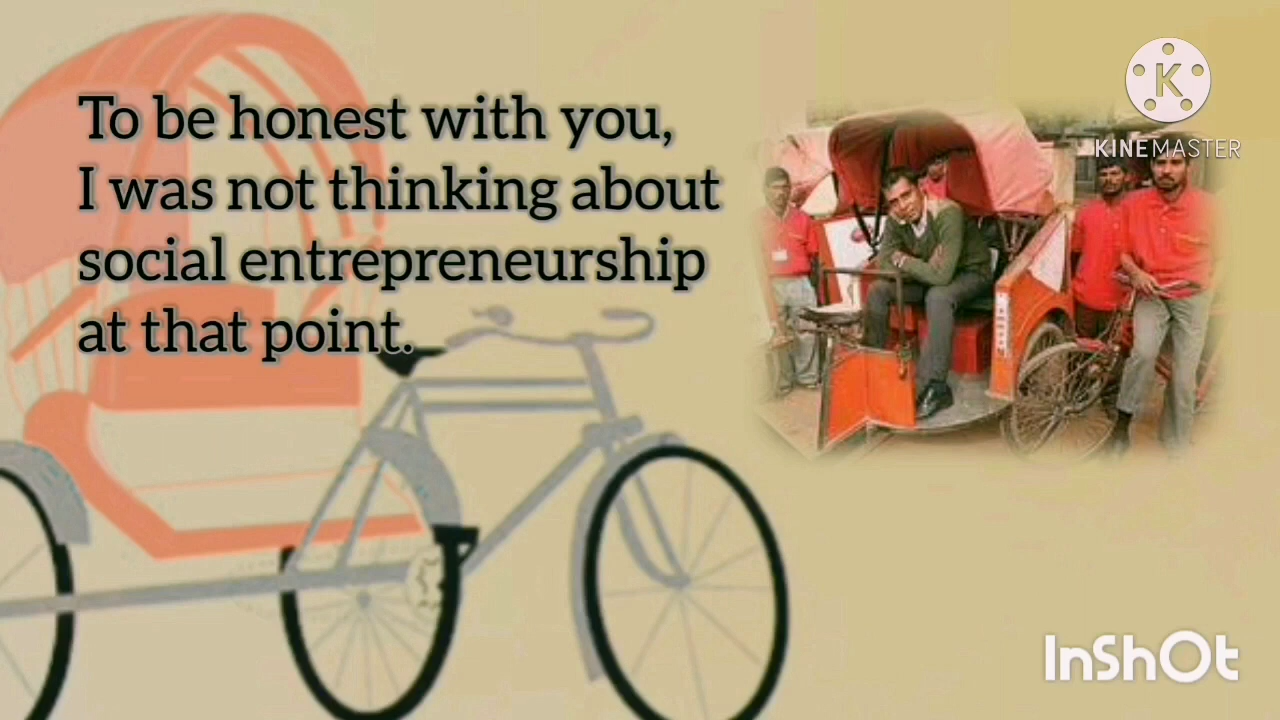 To be honest with you,
I was not thinking about
social entrepreneurship
at that point.
K
KINEMASTER
InShOt